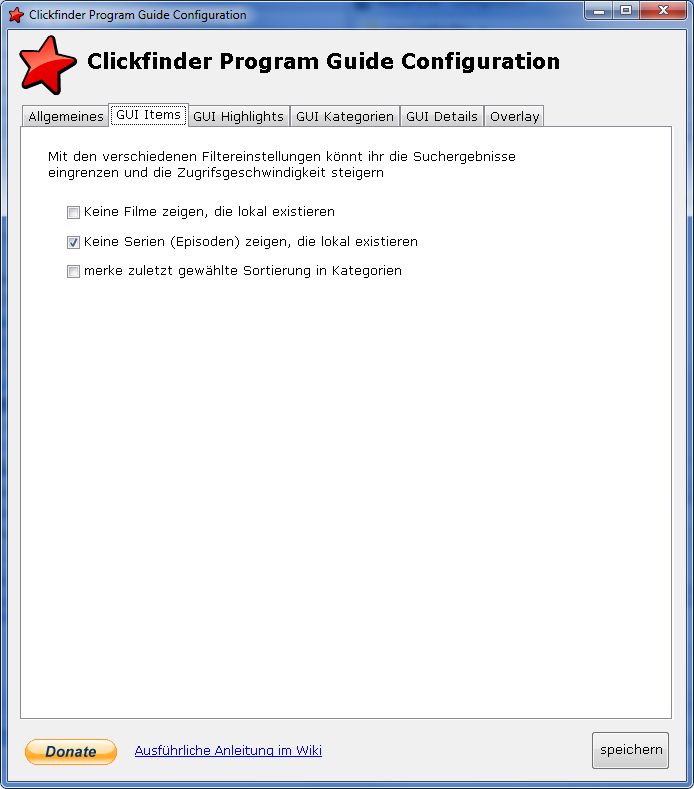 Clickfinder Program Guide Configuration
Clickfinder Program Guide Configuration
Allgemeines GUI Items GUI Highlights GUI Kategorien GUI Details Overlay
Mit den verschiedenen Filtereinstellungen könnt ihr die Suchergebnisse
eingrenzen und die Zugrifsgeschwindigkeit steigern
Keine Filme zeigen, die lokal existieren
Keine Serien (Episoden) zeigen, die lokal existieren
merke zuletzt gewählte Sortierung in Kategorien
Donate Ausführliche Anleitung im Wiki speichern